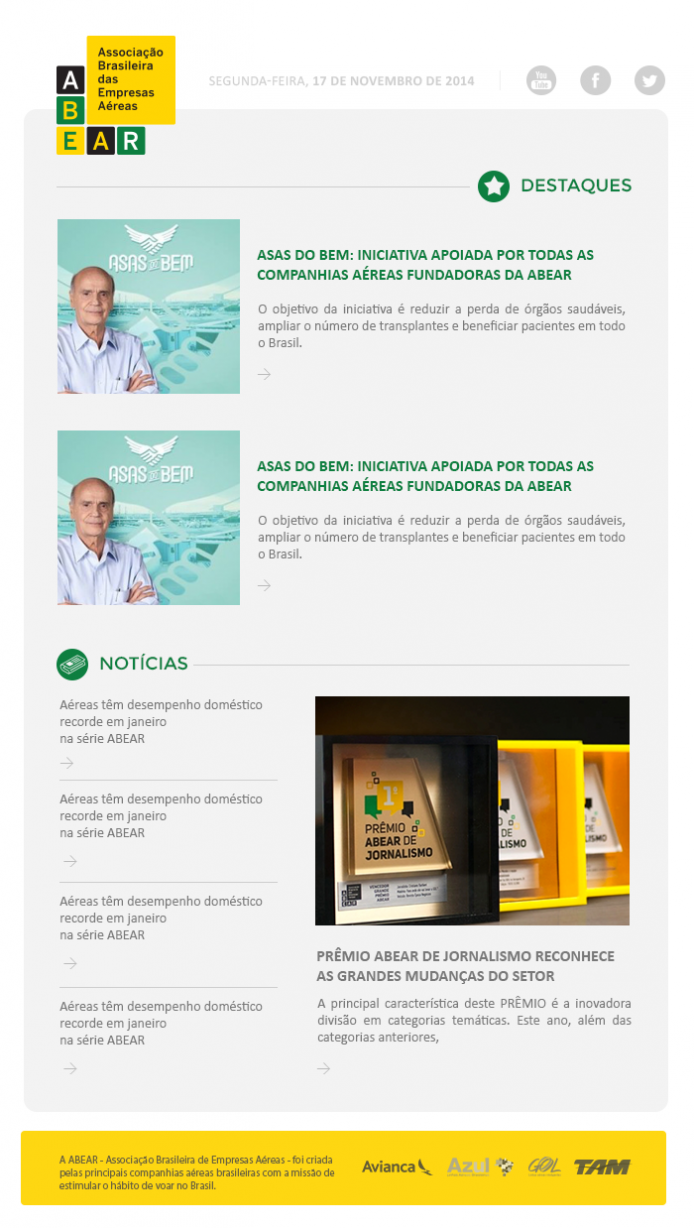 Associação
Brasileira
das
Empresas
Aéreas
A
B
EAR
SEGUNDA-FEIRA, 17 DE NOVEMBRO DE 2014
You
Tube
DESTAQUES
ASAS DO BEM
ASAS DO BEM: INICIATIVA APOIADA POR TODAS AS
COMPANHIAS AÉREAS FUNDADORAS DA ABEAR
O objetivo da iniciativa é reduzir a perda de órgãos saudáveis,
ampliar o número de transplantes e beneficiar pacientes em todo
o Brasil.
ASAS DO BEM
ASAS DO BEM: INICIATIVA APOIADA POR TODAS AS
COMPANHIAS AÉREAS FUNDADORAS DA ABEAR
O objetivo da iniciativa é reduzir a perda de órgãos saudáveis,
ampliar o número de transplantes e beneficiar pacientes em todo
o Brasil.
NOTÍCIAS
Aéreas têm desempenho doméstico
recorde em janeiro
na série ABEAR
Aéreas têm desempenho doméstico
recorde em janeiro
na série ABEAR
Aéreas têm desempenho doméstico
recorde em janeiro
na série ABEAR
Aéreas têm desempenho doméstico
recorde em janeiro
na série ABEAR
1º
PRÊMIO
ABEAR DE
JORNALISMO
PRÊMIO ABEAR DE JORNALISMO RECONHECE
AS GRANDES MUDANÇAS DO SETOR
A principal característica deste PRÊMIO é a inovadora
divisão em categorias temáticas. Este ano, além das
categorias anteriores,
A ABEAR - Associação Brasileira de Empresas Aéreas - foi criada
pelas principais companhias aéreas brasileiras com a missão de
estimular o hábito de voar no Brasil.
Avianca
Azul
GOL
TAM